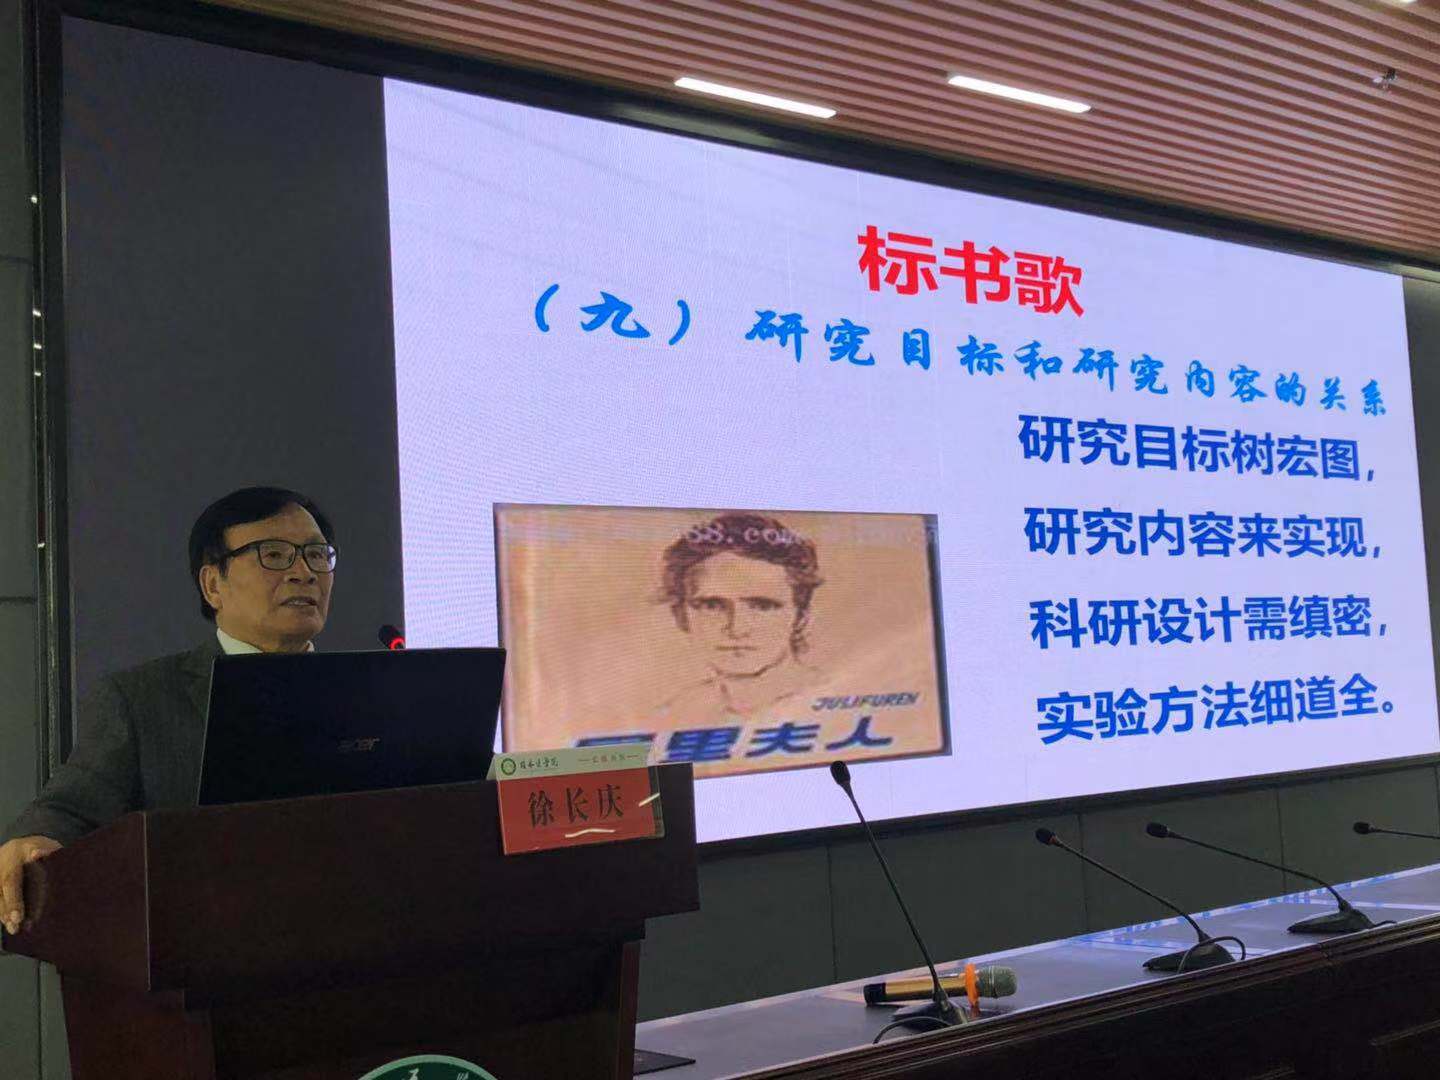 标书歌
（九）研究目标和研究内容的关系
研究目标树宏图，
研究内容来实现，
科研设计需缜密，
实验方法细道全。
JULIFUREN
居里夫人
acer
徐长庆